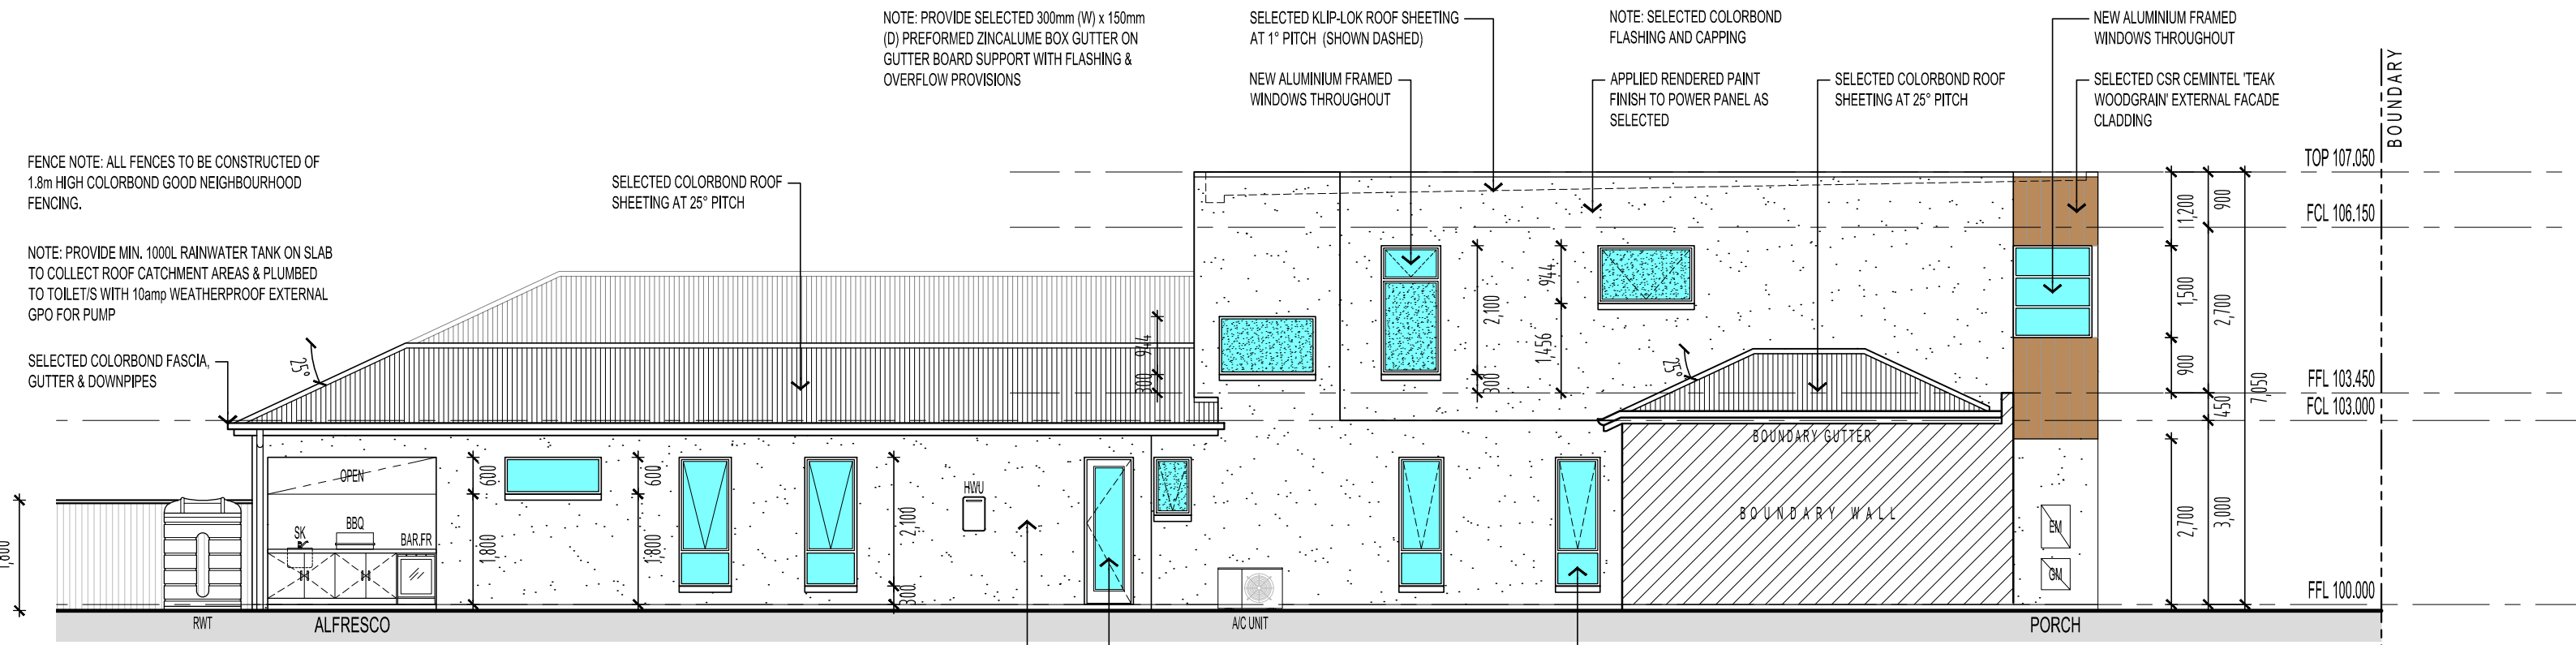 NOTE: PROVIDE SELECTED 300mm (W) x 150mm
(D) PREFORMED ZINCALUME BOX GUTTER ON
GUTTER BOARD SUPPORT WITH FLASHING &
OVERFLOW PROVISIONS
SELECTED KLIP-LOK ROOF SHEETING
AT 1° PITCH (SHOWN DASHED)
NEW ALUMINIUM FRAMED
WINDOWS THROUGHOUT
NOTE: SELECTED COLORBOND
FLASHING AND CAPPING
APPLIED RENDERED PAINT
FINISH TO POWER PANEL AS
SELECTED
SELECTED COLORBOND ROOF
SHEETING AT 25° PITCH
NEW ALUMINIUM FRAMED
WINDOWS THROUGHOUT
SELECTED CSR CEMINTEL 'TEAK
WOODGRAIN' EXTERNAL FACADE
CLADDING
BOUNDARY
FENCE NOTE: ALL FENCES TO BE CONSTRUCTED OF
1.8m HIGH COLORBOND GOOD NEIGHBOURHOOD
FENCING.
NOTE: PROVIDE MIN. 1000L RAINWATER TANK ON SLAB
TO COLLECT ROOF CATCHMENT AREAS & PLUMBED
TO TOILET/S WITH 10amp WEATHERPROOF EXTERNAL
GPO FOR PUMP
SELECTED COLORBOND FASCIA,
GUTTER & DOWNPIPES
SELECTED COLORBOND ROOF
SHEETING AT 25° PITCH
25°
944
300
2,100
300
944
1,456
25°
1,200
1,500
900
900
2,700
450
7,050
2,700
3,000
TOP 107.050
FCL 106.150
FFL 103.450
FCL 103.000
FFL 100.000
1,800
OPEN
SK
BBQ
BAR.FR
600
1,800
600
1,800
2,100
300
HWU
BOUNDARY GUTTER
BOUNDARY WALL
EM
GM
RWT
ALFRESCO
A/C UNIT
PORCH